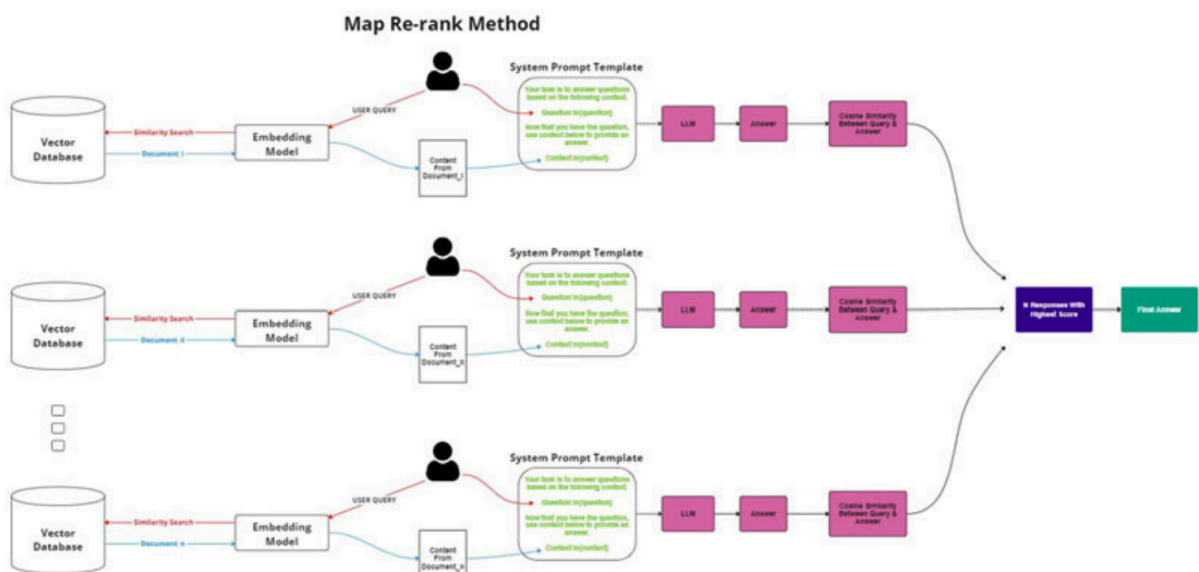 Map Re-rank Method
System Prompt Template
Your task is to answer questions
based on the following context.
Question:\n{question}
Now that you have the question,
use context below to provide an
answer.
Context:\n{context}
USER QUERY
Vector
Database
Similarity Search
Document_i
Embedding
Model
Content
From
Document_i
LLM
Answer
Cosine Similarity
Between Query &
Answer
System Prompt Template
Your task is to answer questions
based on the following context.
Question:\n{question}
Now that you have the question,
use context below to provide an
answer.
Context:\n{context}
USER QUERY
Vector
Database
Similarity Search
Document_ii
Embedding
Model
Content
From
Document_ii
LLM
Answer
Cosine Similarity
Between Query &
Answer
N Responses With
Highest Score
Final Answer
System Prompt Template
Your task is to answer questions
based on the following context.
Question:\n{question}
Now that you have the question,
use context below to provide an
answer.
Context:\n{context}
USER QUERY
Vector
Database
Similarity Search
Document_n
Embedding
Model
Content
From
Document_n
LLM
Answer
Cosine Similarity
Between Query &
Answer